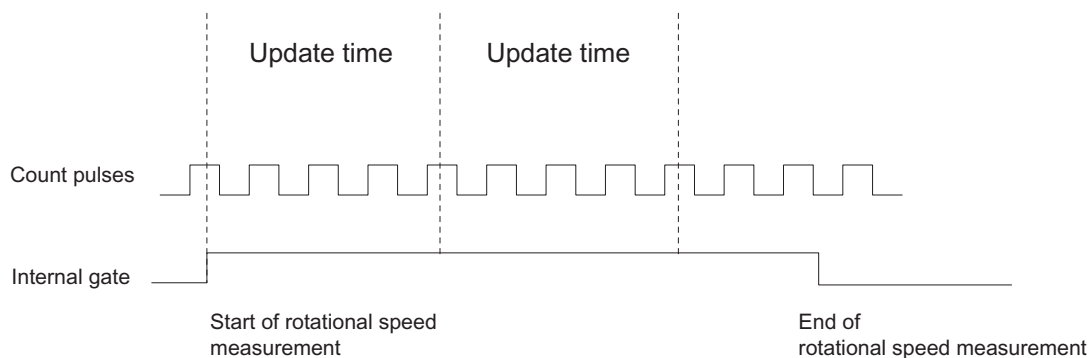 Update time
Update time
Count pulses
Internal gate
Start of rotational speed
measurement
End of
rotational speed measurement